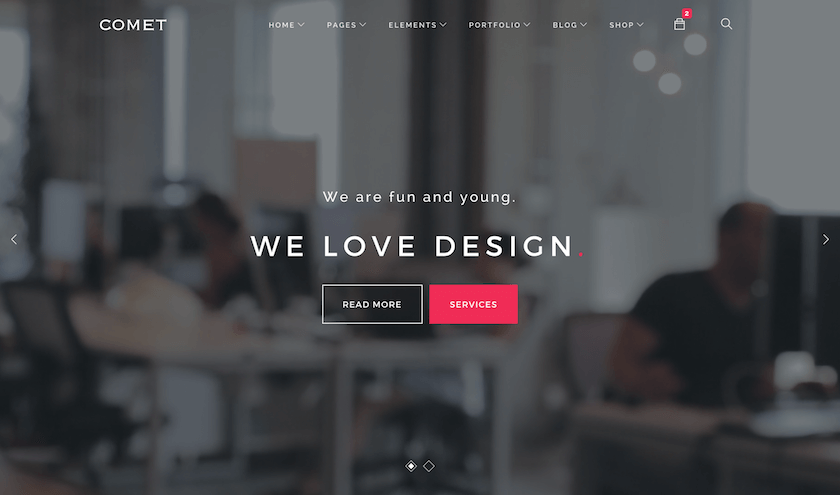 COMET HOME PAGES ELEMENTS PORTFOLIO BLOG SHOP 2
We are fun and young.
WE LOVE DESIGN.
READ MORE SERVICES